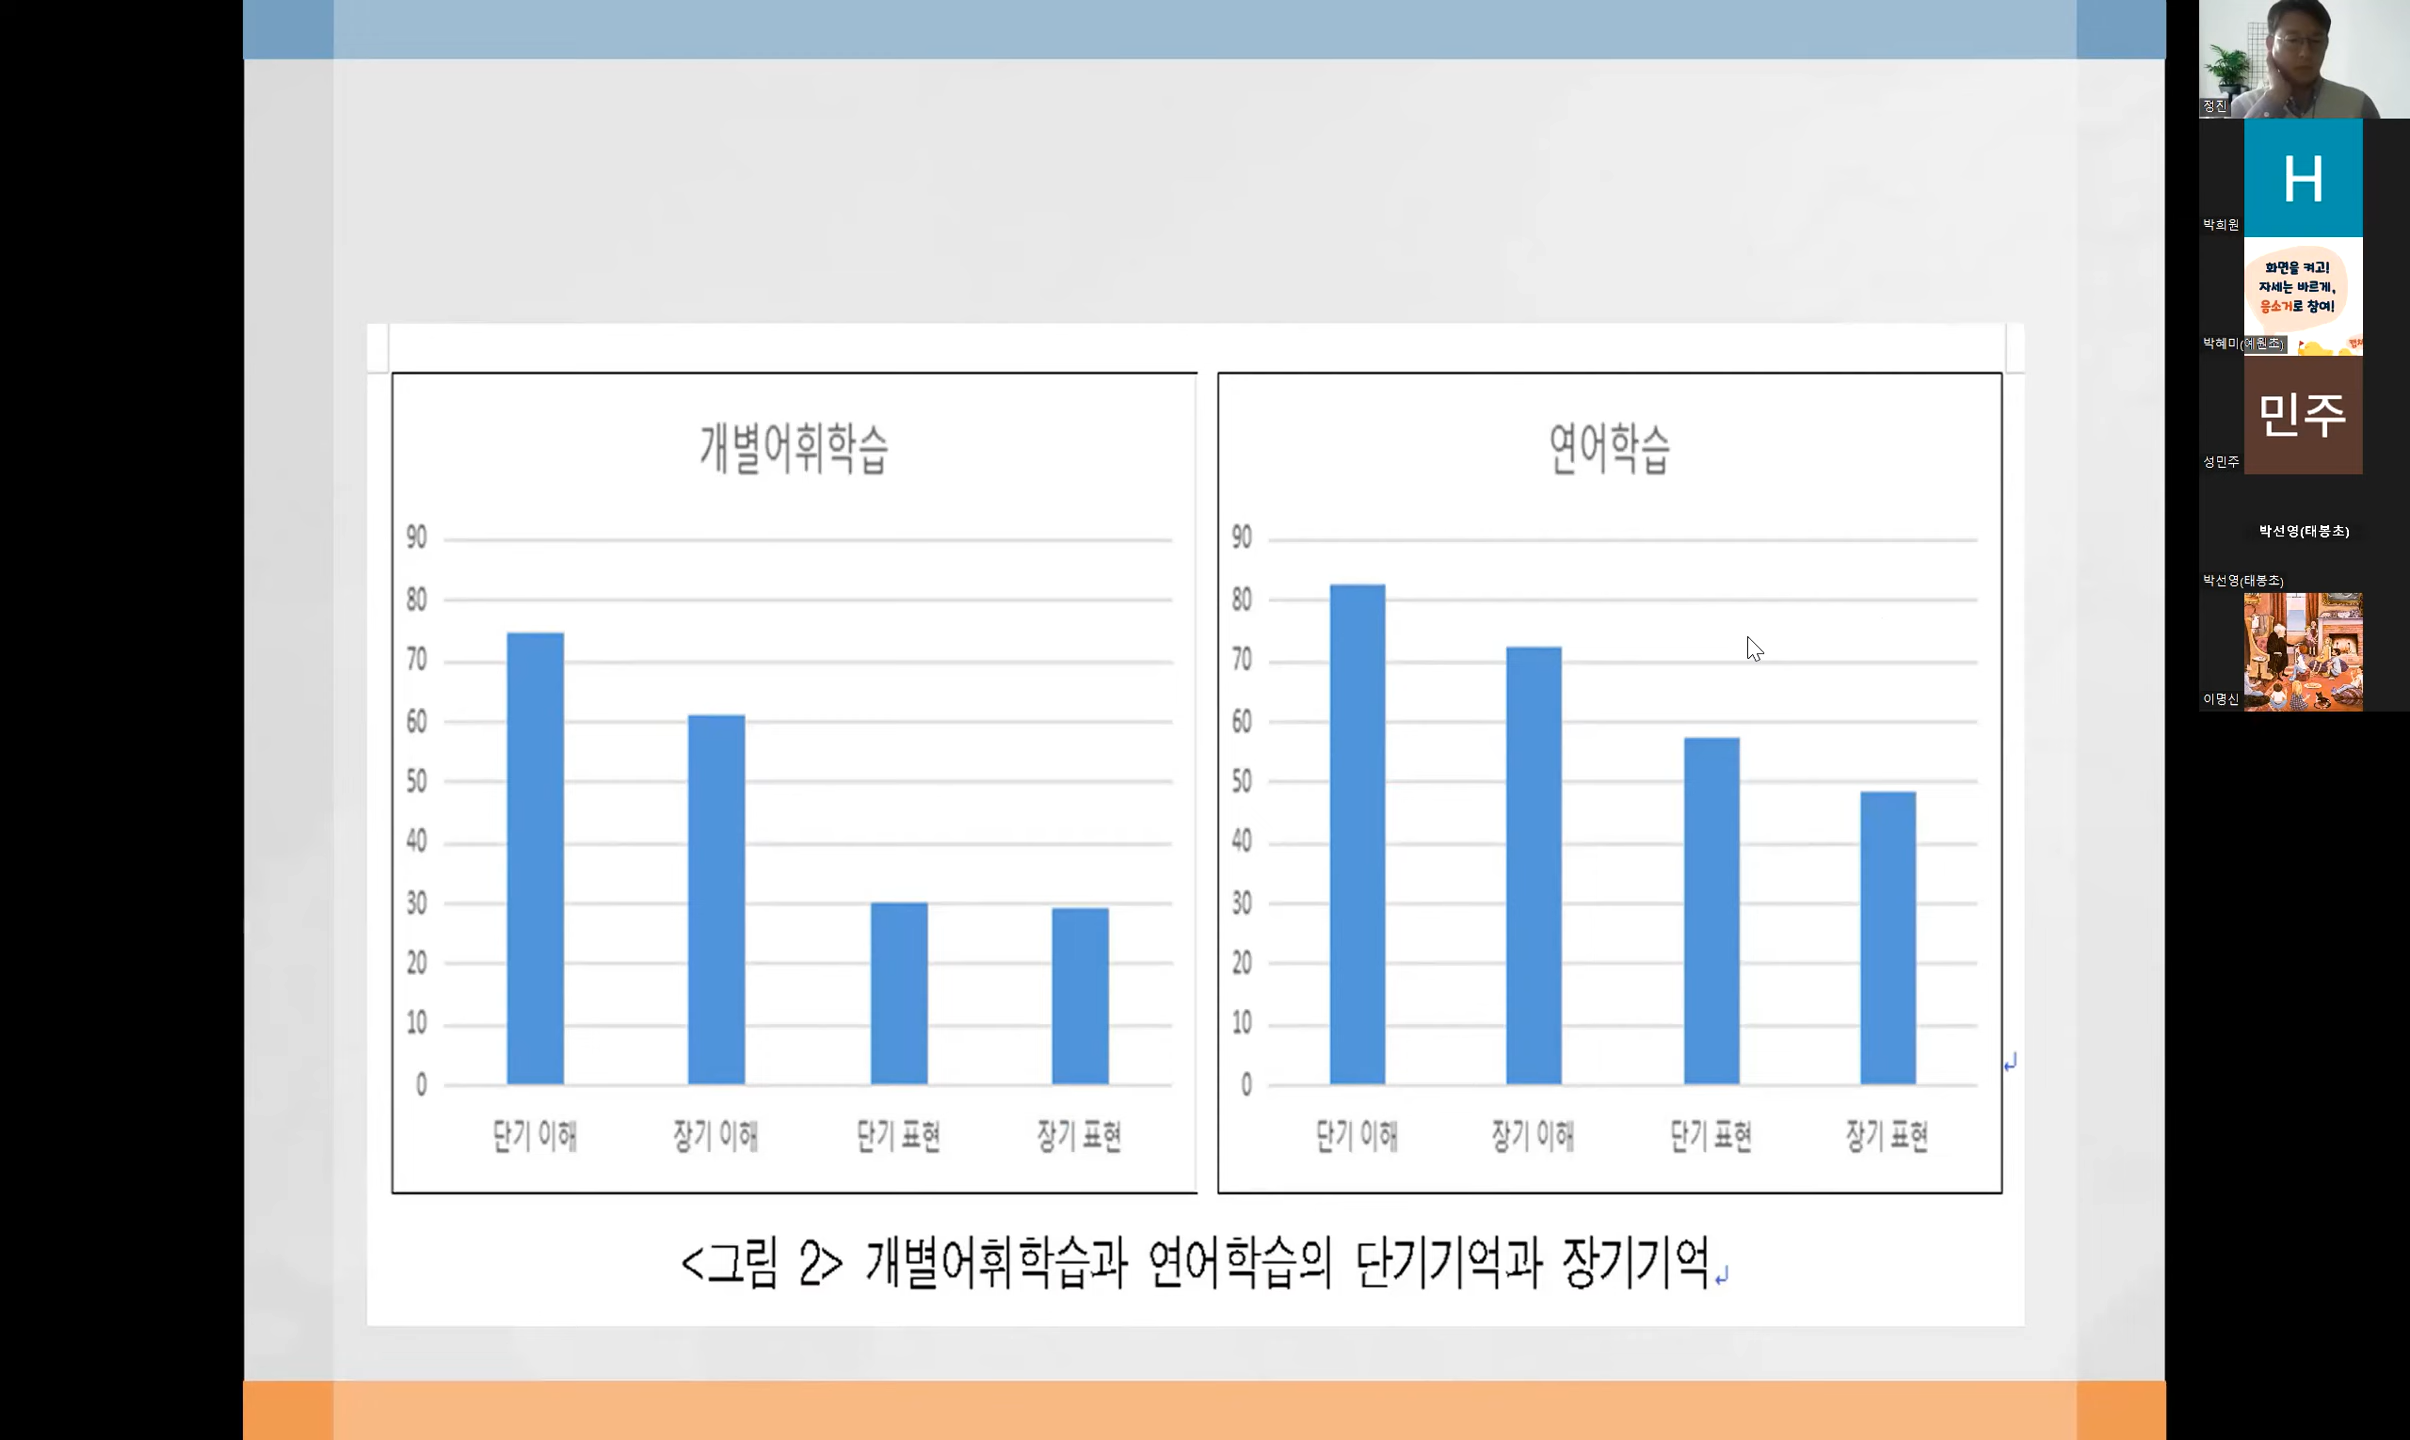 개별어휘학습
90
80
70
60
50
40
30
20
10
0
단기 이해 장기 이해 단기 표현 장기 표현
연어학습
90
80
70
60
50
40
30
20
10
0
단기 이해 장기 이해 단기 표현 장기 표현
<그림 2> 개별어휘학습과 연어학습의 단기기억과 장기기억
정진
H
박희원
화면을 켜고!
자세는 바르게,
음소거로 참여!
박혜미(예원초)
민주
성민주
박선영(태봉초)
박선영(태봉초)
이명신